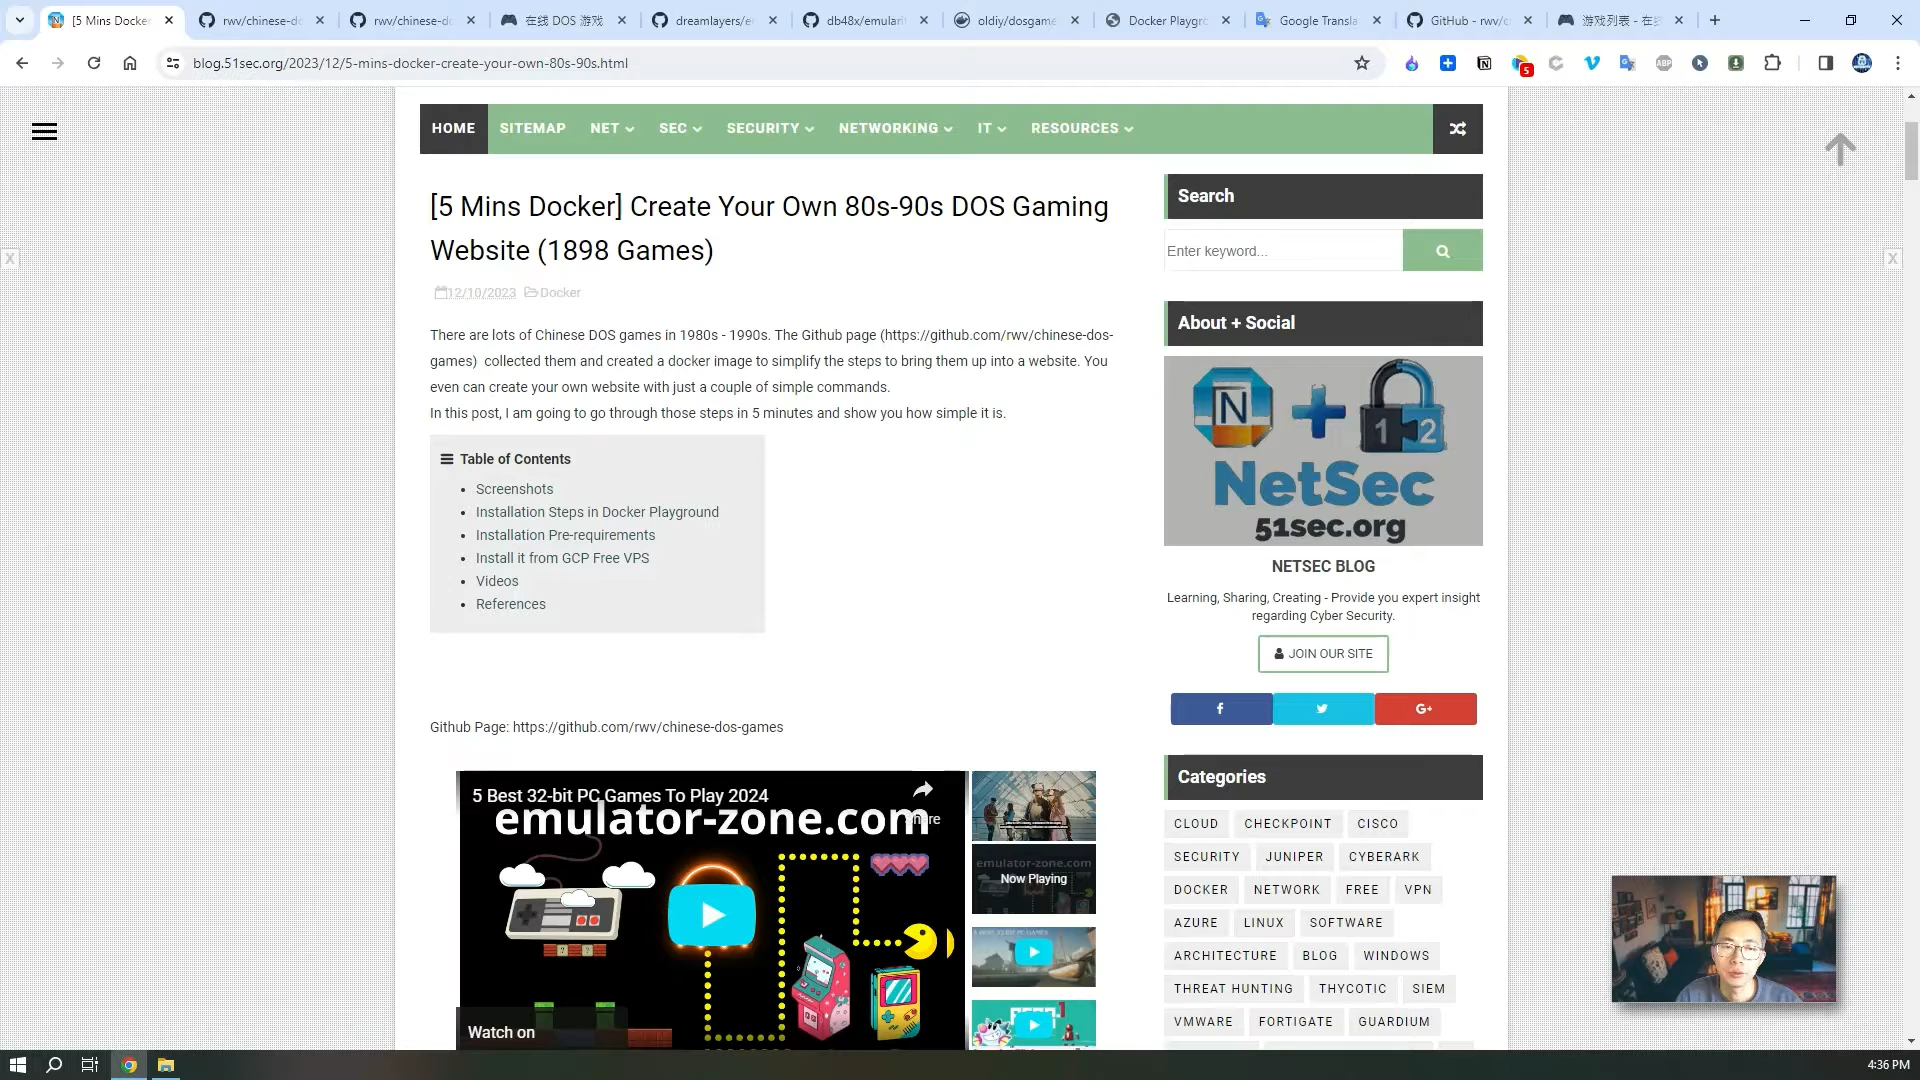 [5 Mins Docker
rwv/chinese-do
rwv/chinese-do
在线 DOS 游戏
dreamlayers/e
db48x/emularit
oldiy/dosgame
Docker Playgro
Google Transla
GitHub - rwv/c
游戏列表 - 在
blog.51sec.org/2023/12/5-mins-docker-create-your-own-80s-90s.html
5
ABP
HOME
SITEMAP
NET
SEC
SECURITY
NETWORKING
IT
RESOURCES
X
X
[5 Mins Docker] Create Your Own 80s-90s DOS Gaming
Website (1898 Games)
12/10/2023
Docker
There are lots of Chinese DOS games in 1980s - 1990s. The Github page (https://github.com/rwv/chinese-dos-
games)  collected them and created a docker image to simplify the steps to bring them up into a website. You
even can create your own website with just a couple of simple commands.
In this post, I am going to go through those steps in 5 minutes and show you how simple it is.
Table of Contents
Screenshots
Installation Steps in Docker Playground
Installation Pre-requirements
Install it from GCP Free VPS
Videos
References
Github Page: https://github.com/rwv/chinese-dos-games
5 Best 32-bit PC Games To Play 2024
Share
emulator-zone.com
Watch on
emulator-zone.com
Now Playing
Search
Enter keyword...
About + Social
N
1 2
NetSec
51sec.org
NETSEC BLOG
Learning, Sharing, Creating - Provide you expert insight
regarding Cyber Security.
JOIN OUR SITE
f
G+
Categories
CLOUD
CHECKPOINT
CISCO
SECURITY
JUNIPER
CYBERARK
DOCKER
NETWORK
FREE
VPN
AZURE
LINUX
SOFTWARE
ARCHITECTURE
BLOG
WINDOWS
THREAT HUNTING
THYCOTIC
SIEM
VMWARE
FORTIGATE
GUARDIUM
4:36 PM